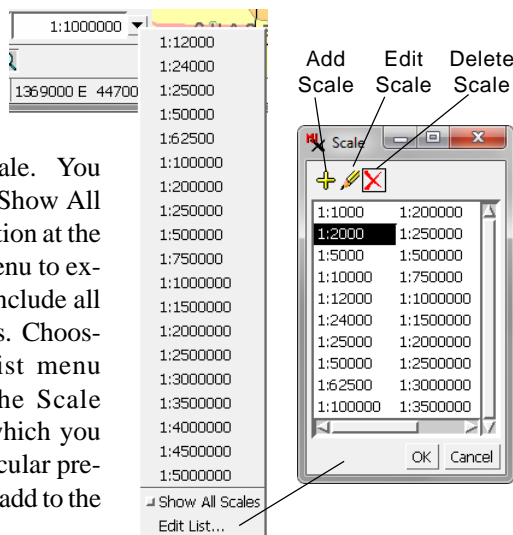 1:1000000
1369000 E 44700
1:12000
1:24000
1:25000
1:50000
1:62500
1:100000
1:200000
1:250000
1:500000
1:750000
1:1000000
1:1500000
1:2000000
1:2500000
1:3000000
1:3500000
1:4000000
1:4500000
1:5000000
Show All Scales
Edit List...
ale. You
Show All
tion at the
enu to ex-
nclude all
s. Choos-
ist menu
he Scale
which you
cular pre-
add to the
Add Edit Delete
Scale Scale Scale
Scale
1:1000 1:200000
1:2000 1:250000
1:5000 1:500000
1:10000 1:750000
1:12000 1:1000000
1:24000 1:1500000
1:25000 1:2000000
1:50000 1:2500000
1:62500 1:3000000
1:100000 1:3500000
OK Cancel